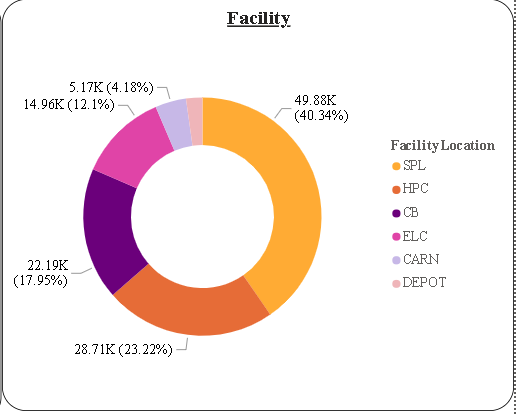 Facility
5.17K (4.18%)
14.96K (12.1%)
49.88K
(40.34%)
22.19K
(17.95%)
28.71K (23.22%)
Facility Location
SPL
HPC
CB
ELC
CARN
DEPOT